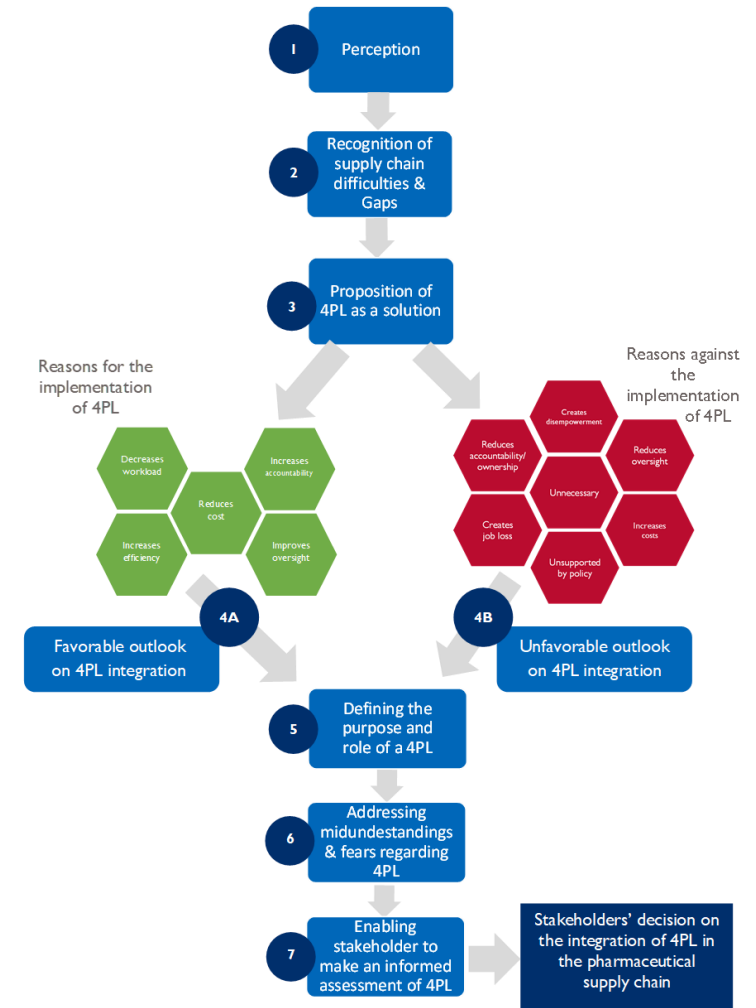 1
Perception
2
Recognition of
supply chain
difficulties &
Gaps
3
Proposition of
4PL as a solution
Reasons for the
implementation
of 4PL
Decreases
workload
Increases
accountability
Reduces
cost
Increases
efficiency
Improves
oversight
Reasons against
the
implementation
of 4PL
Creates
disempowerment
Reduces
accountability/
ownership
Reduces
oversight
Unnecessary
Creates
job loss
Increases
costs
Unsupported
by policy
4A
Favorable outlook
on 4PL integration
4B
Unfavorable outlook
on 4PL integration
5
Defining the
purpose and
role of a 4PL
6
Addressing
midundestandings
& fears regarding
4PL
7
Enabling
stakeholder to
make an informed
assessment of 4PL
Stakeholders’ decision on
the integration of 4PL in
the pharmaceutical
supply chain